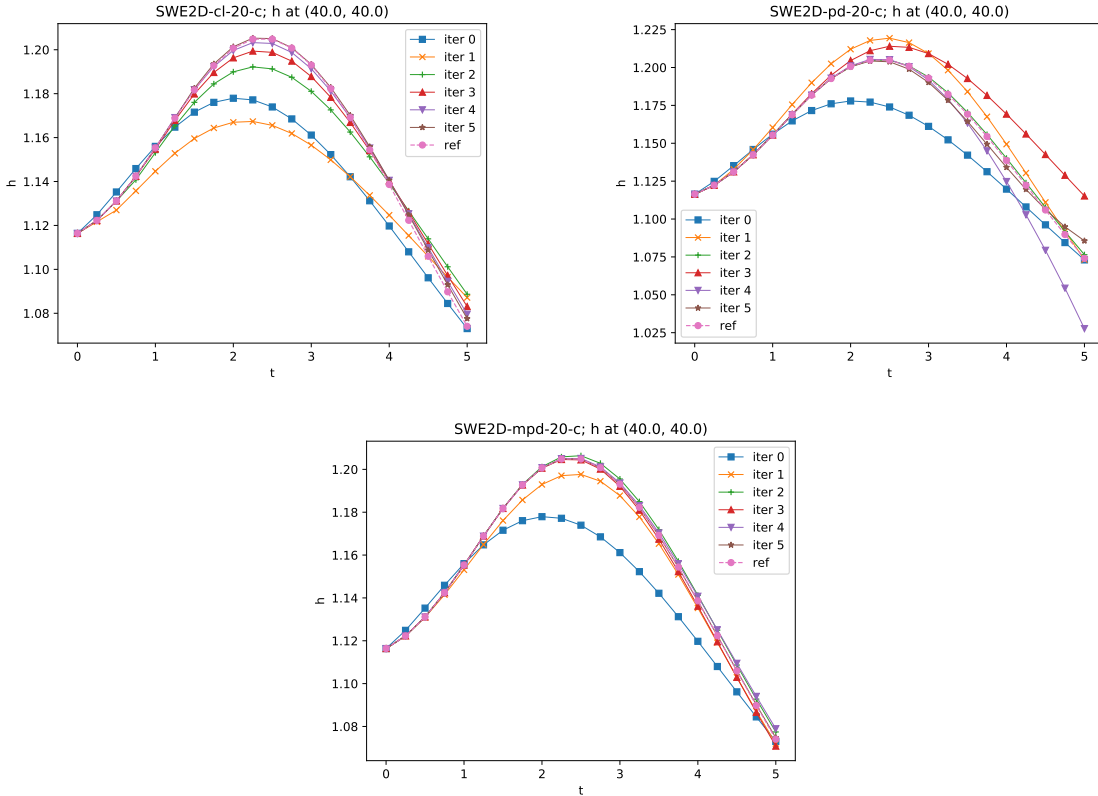 SWE2D-cl-20-c; h at (40.0, 40.0)
1.20
1.18
1.16
1.14
1.12
1.10
1.08
h
0 1 2 3 4 5
t
iter 0
iter 1
iter 2
iter 3
iter 4
iter 5
ref
SWE2D-pd-20-c; h at (40.0, 40.0)
1.225
1.200
1.175
1.150
1.125
1.100
1.075
1.050
1.025
h
0 1 2 3 4 5
t
iter 0
iter 1
iter 2
iter 3
iter 4
iter 5
ref
SWE2D-mpd-20-c; h at (40.0, 40.0)
1.20
1.18
1.16
1.14
1.12
1.10
1.08
h
0 1 2 3 4 5
t
iter 0
iter 1
iter 2
iter 3
iter 4
iter 5
ref